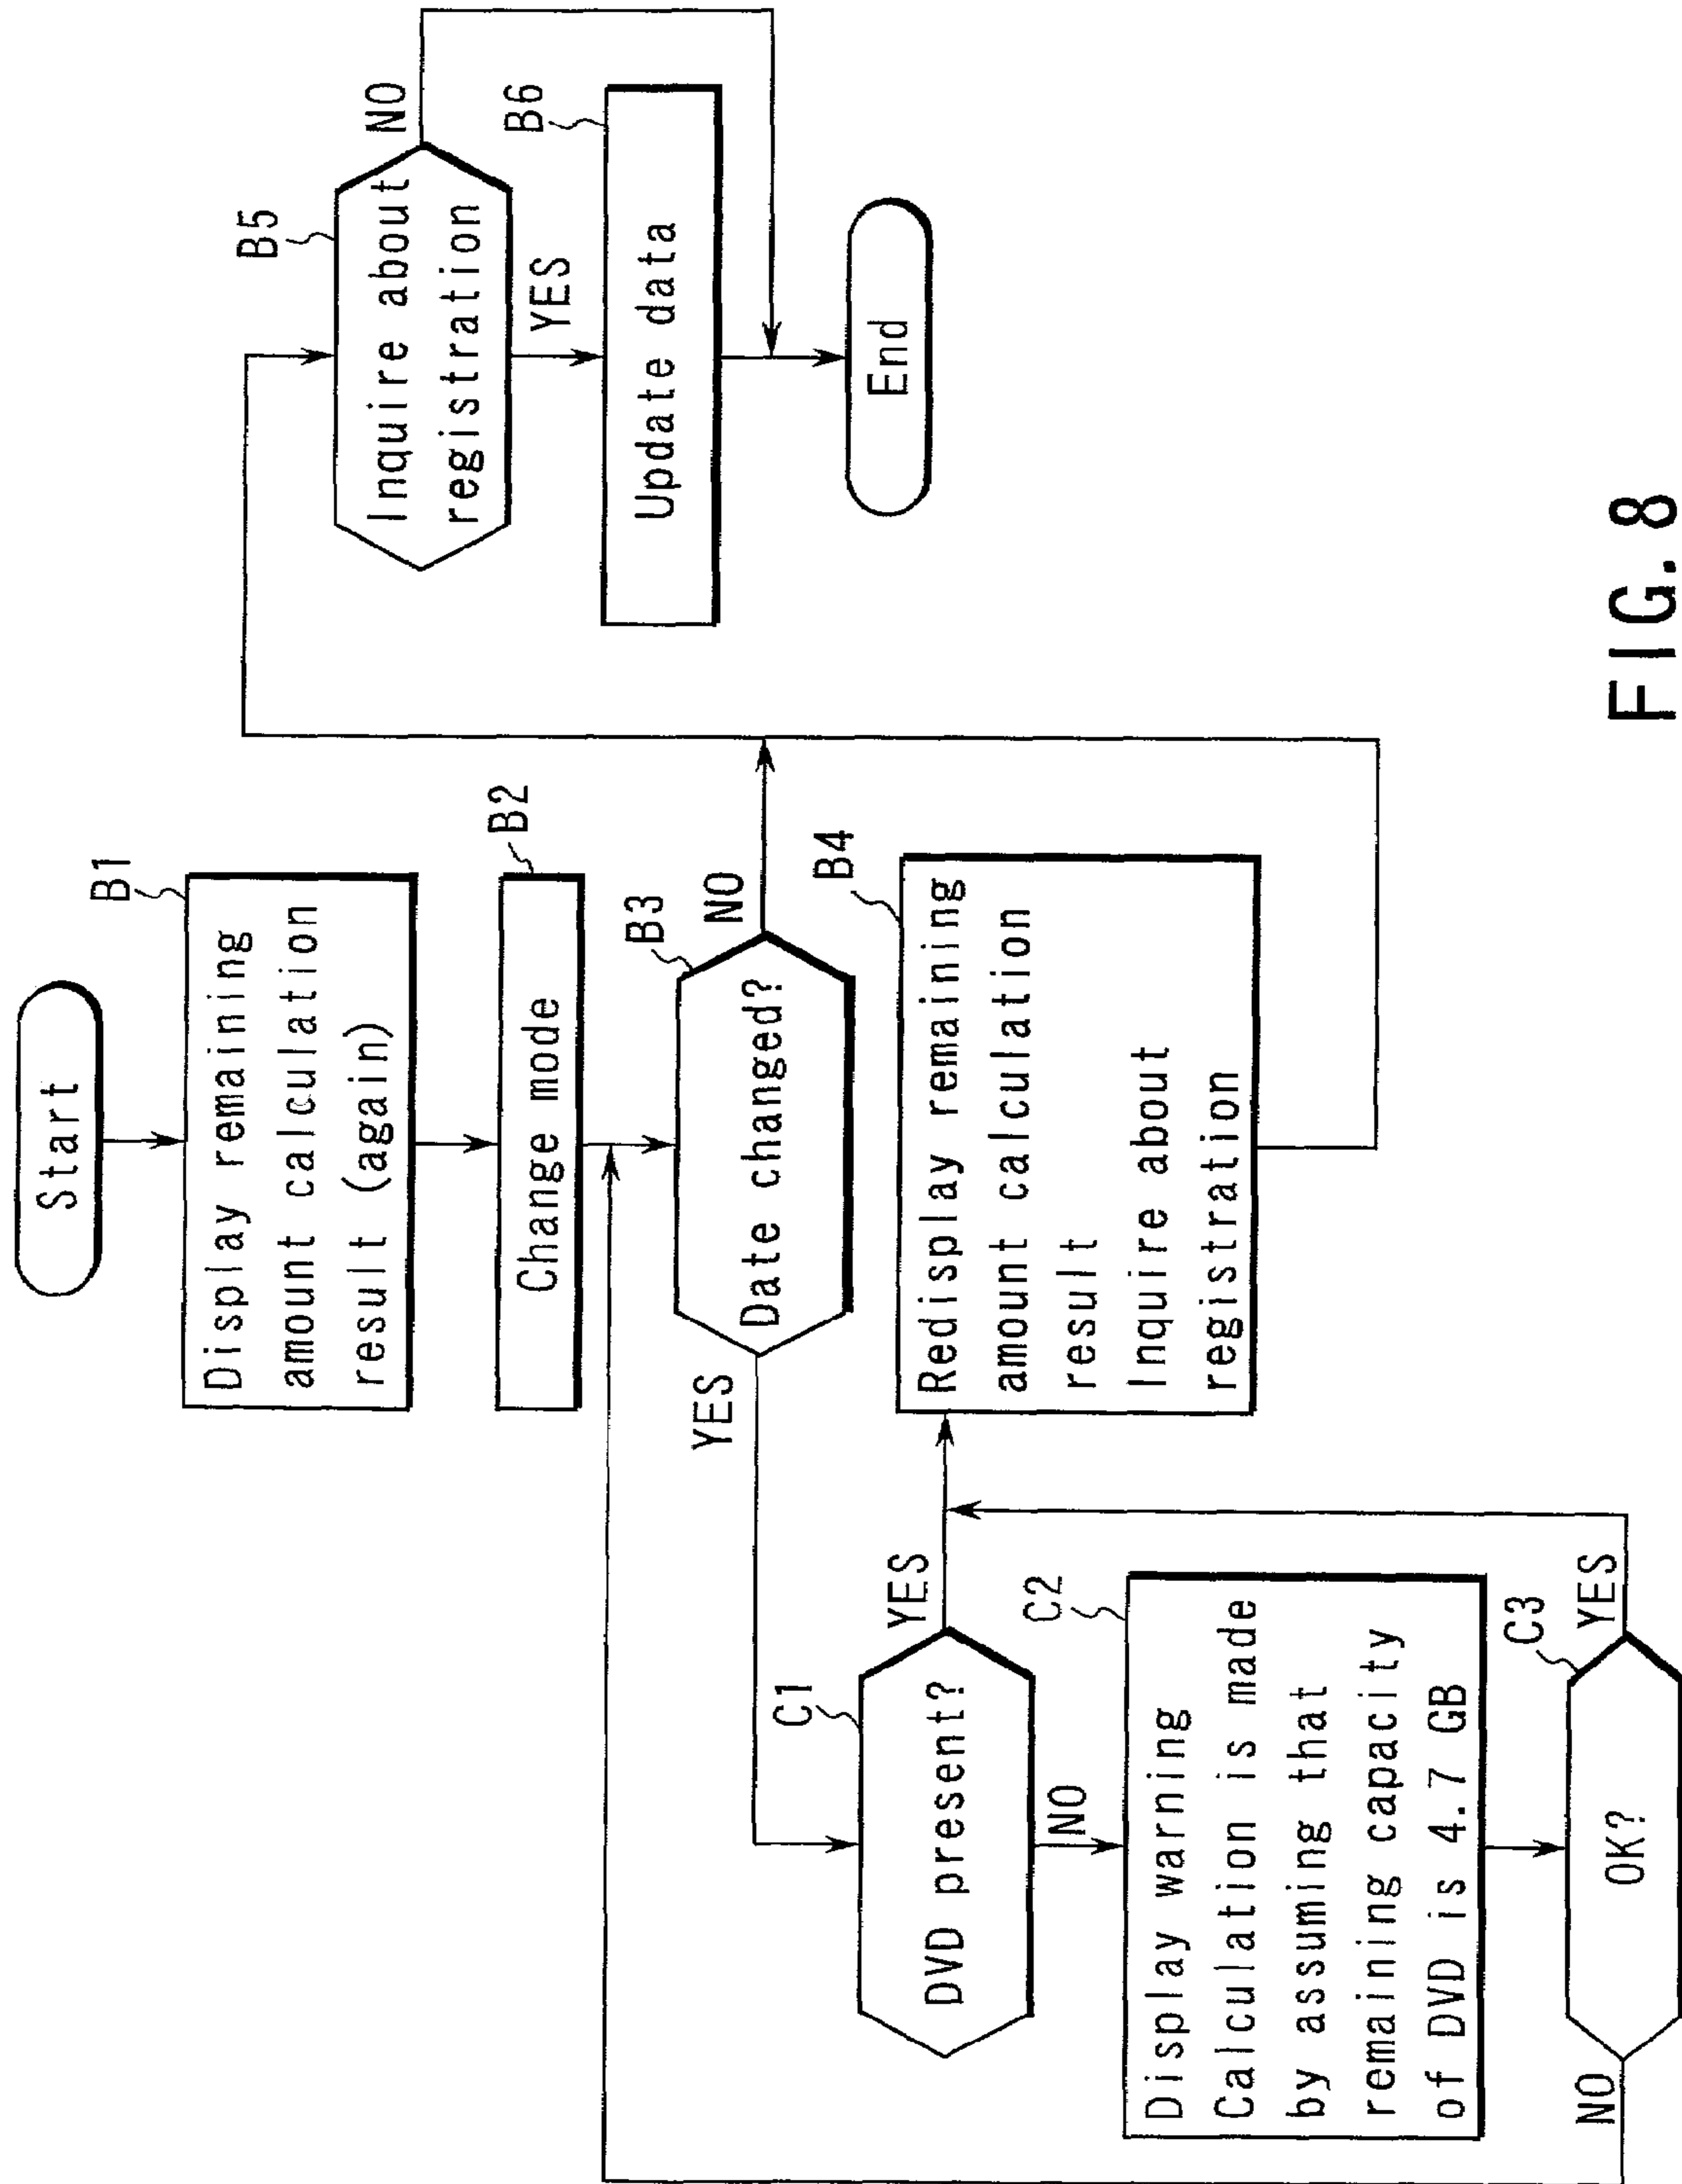 Start
B1
Display remaining
amount calculation
result (again)
B2
Change mode
B3
Date changed?
YES
NO
C1
DVD present?
YES
NO
C2
Display warning
Calculation is made
by assuming that
remaining capacity
of DVD is 4.7 GB
C3
OK?
YES
NO
B4
Redisplay remaining
amount calculation
result
Inquire about
registration
B5
Inquire about
registration
NO
YES
B6
Update data
End
FIG. 8